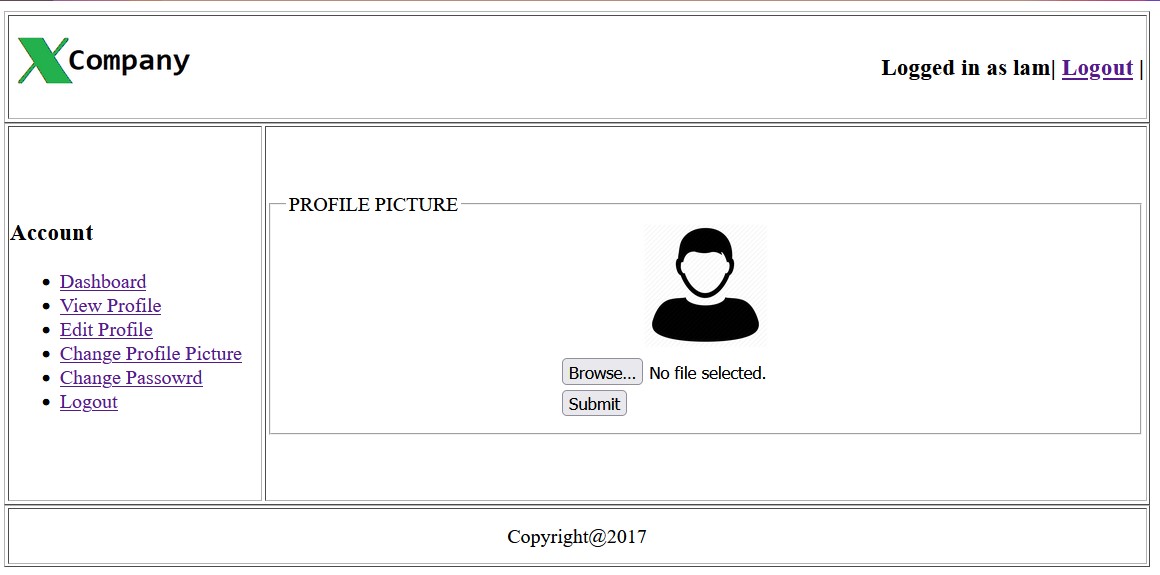 XCompany
Logged in as lam| Logout |
Account
Dashboard
View Profile
Edit Profile
Change Profile Picture
Change Passowrd
Logout
PROFILE PICTURE
Browse... No file selected.
Submit
Copyright@2017